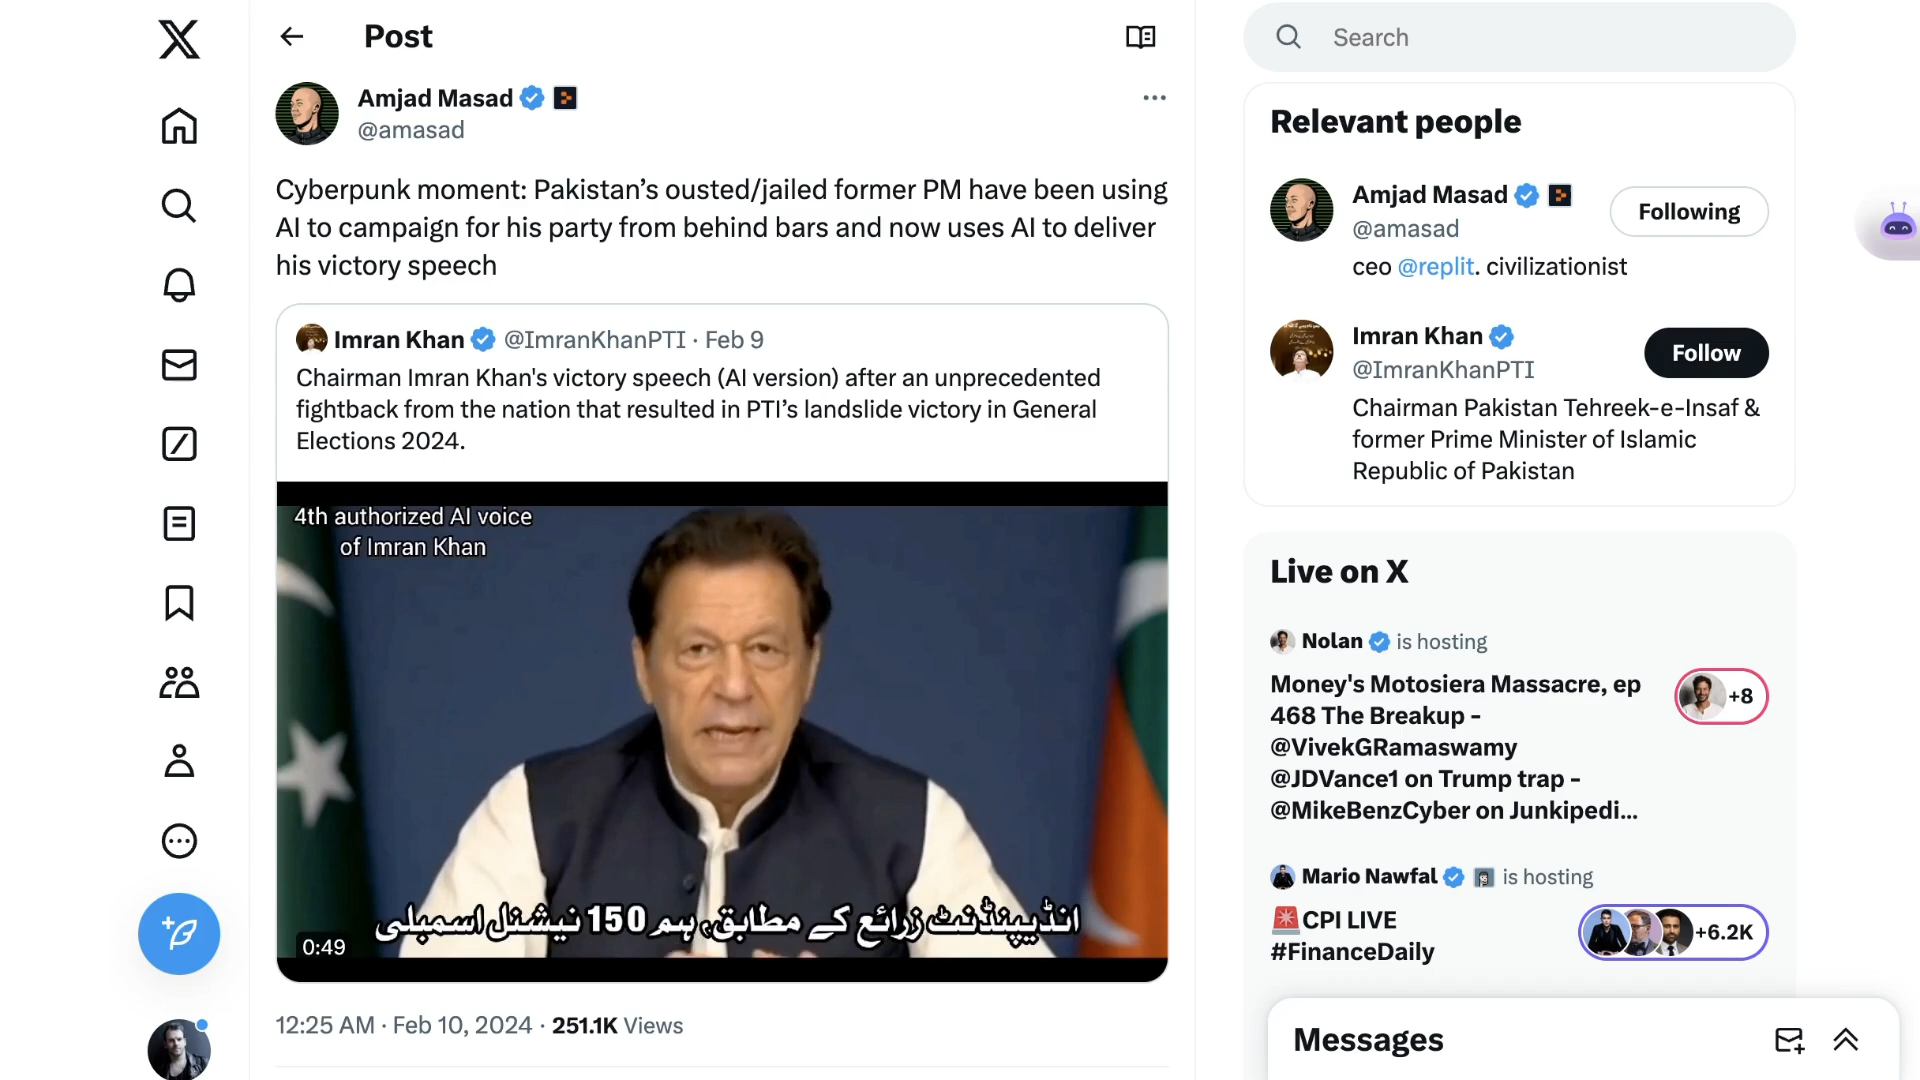 Post
Amjad Masad
@amasad
Cyberpunk moment: Pakistan’s ousted/jailed former PM have been using
AI to campaign for his party from behind bars and now uses AI to deliver
his victory speech
Imran Khan @ImranKhanPTI · Feb 9
Chairman Imran Khan's victory speech (AI version) after an unprecedented
fightback from the nation that resulted in PTI’s landslide victory in General
Elections 2024.
4th authorized AI voice
of Imran Khan
انڈیپنڈنٹ زرائع کے مطابق، ہم 150 نیشنل اسمبلی
0:49
12:25 AM · Feb 10, 2024 · 251.1K Views
Search
Relevant people
Amjad Masad
@amasad
Following
ceo @replit. civilizationist
Imran Khan
@ImranKhanPTI
Follow
Chairman Pakistan Tehreek-e-Insaf &
former Prime Minister of Islamic
Republic of Pakistan
Live on X
Nolan is hosting
Money's Motosiera Massacre, ep
468 The Breakup -
@VivekGRamaswamy
@JDVance1 on Trump trap -
@MikeBenzCyber on Junkipedi...
+8
Mario Nawfal is hosting
🚨CPI LIVE
#FinanceDaily
+6.2K
Messages